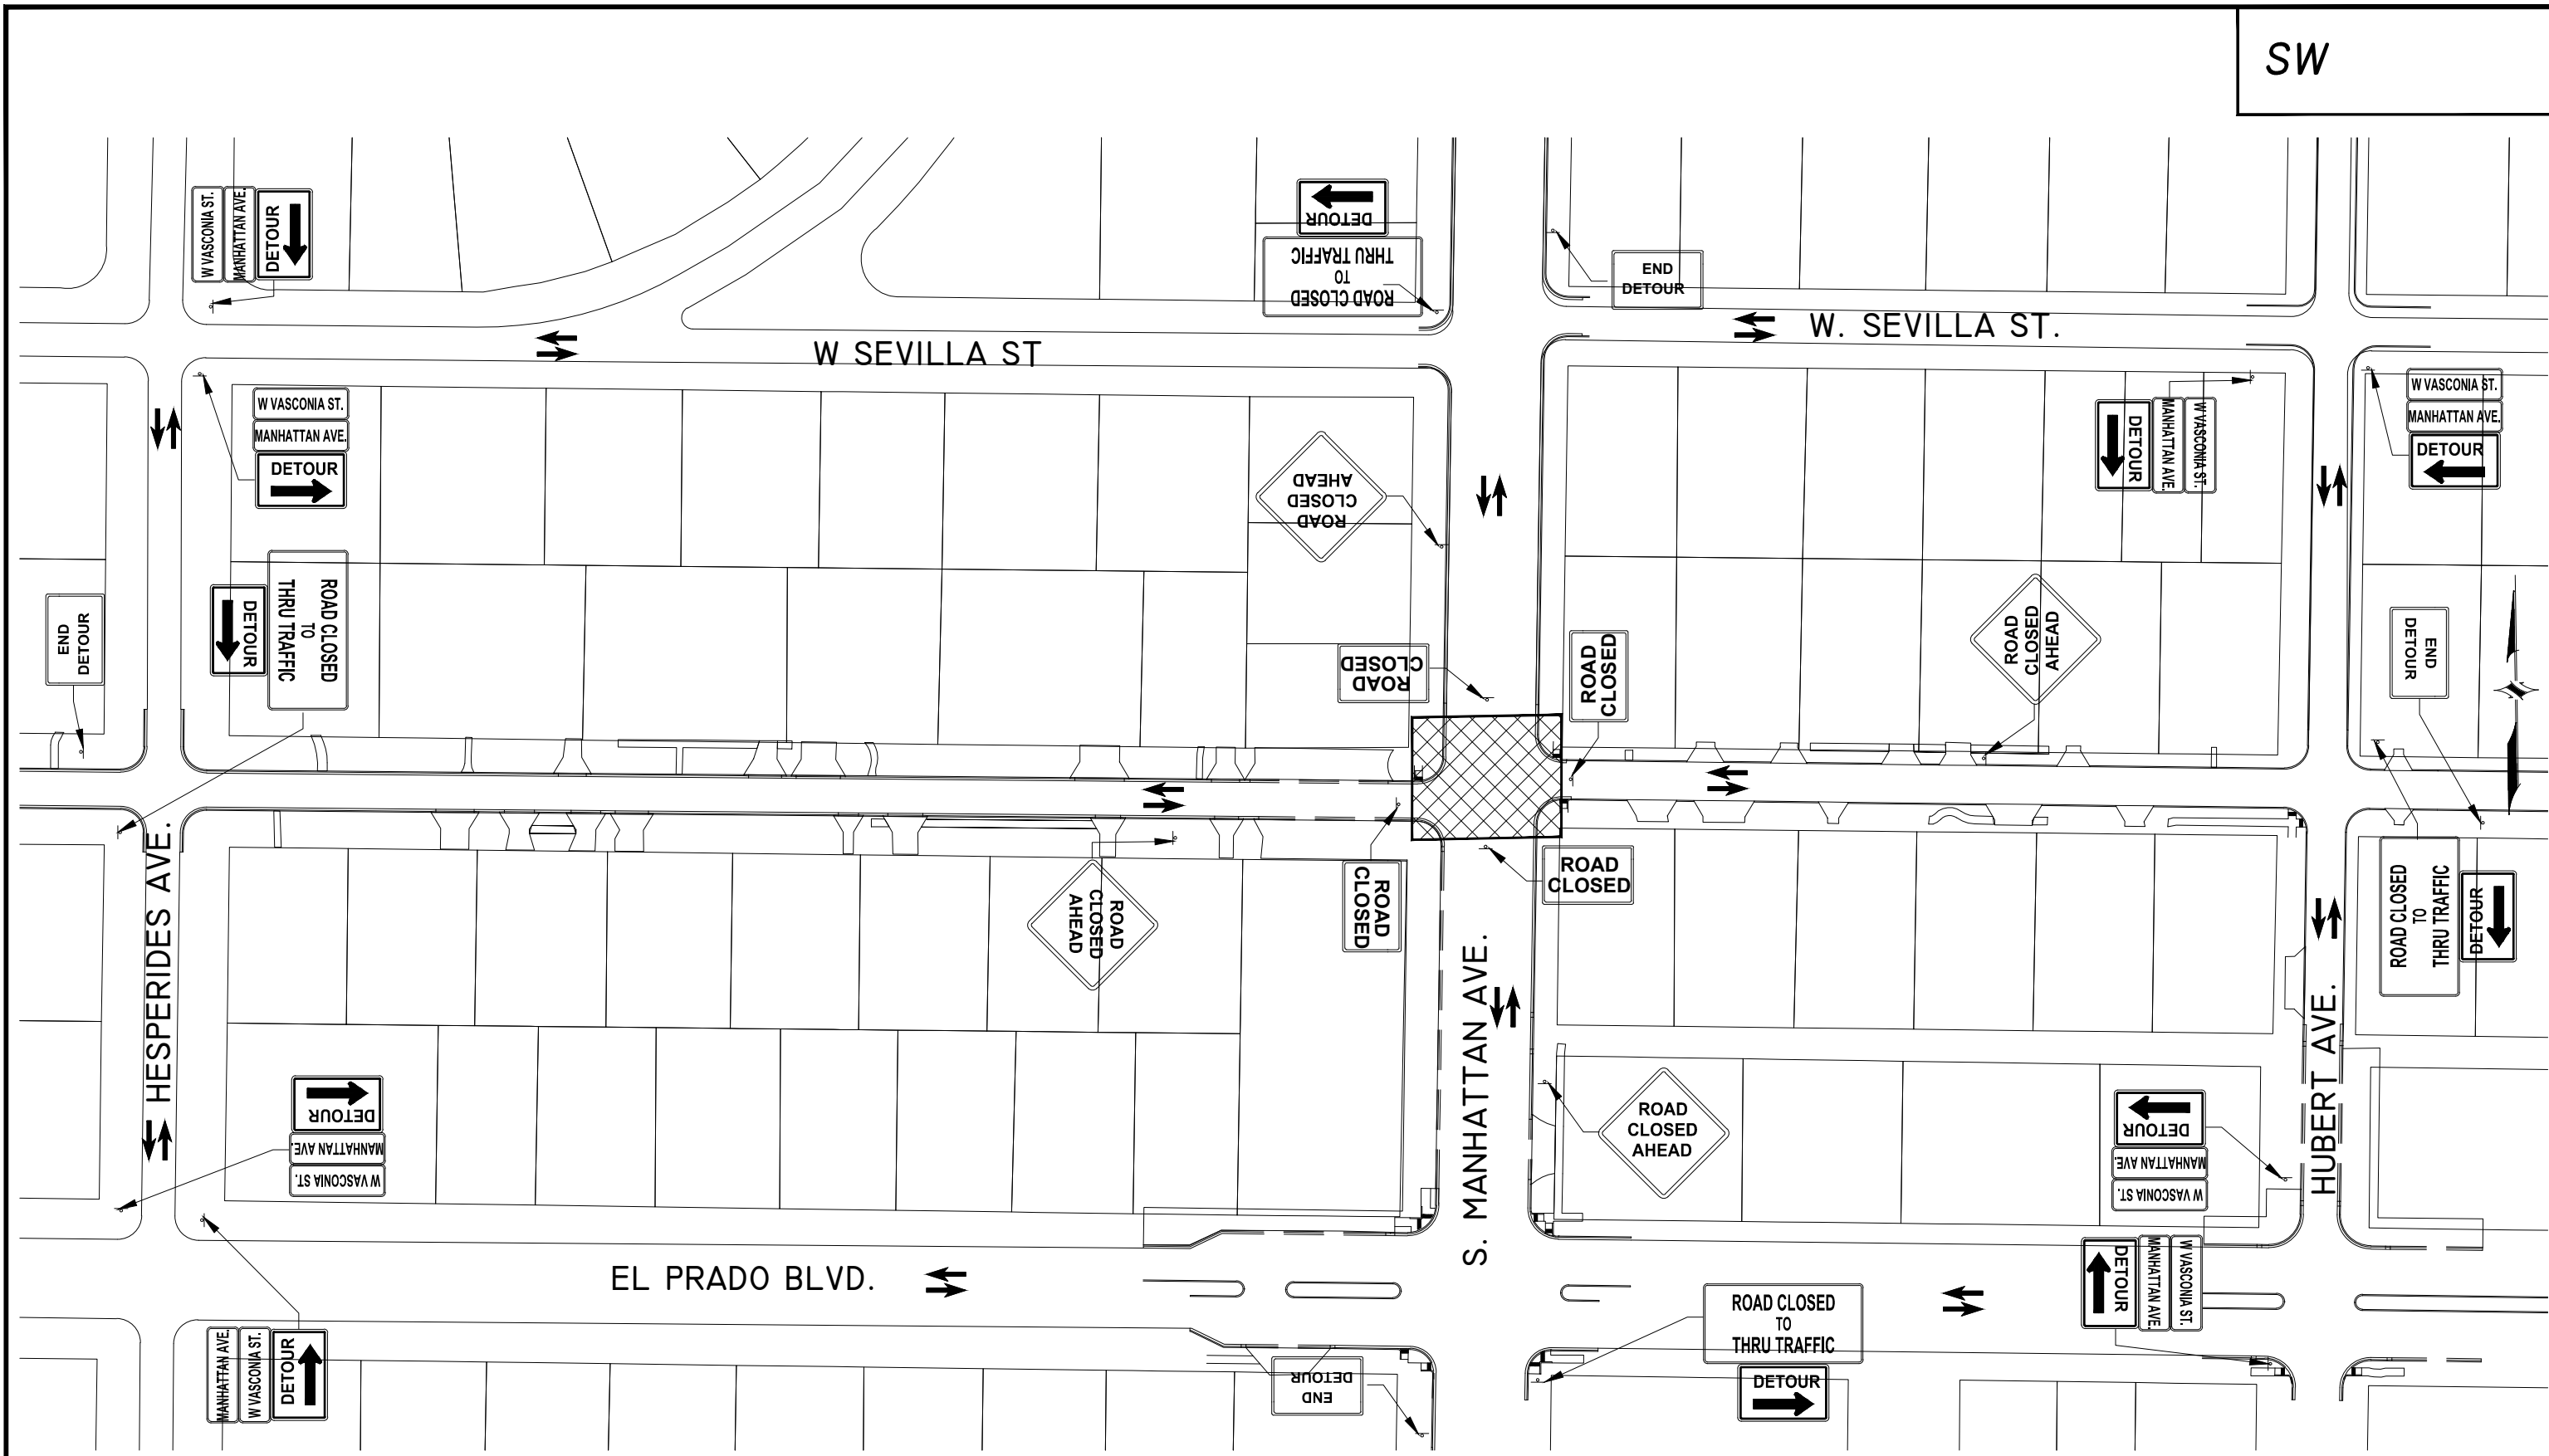 SW
W VASCONIA ST.
MANHATTAN AVE.
DETOUR
DETOUR
ROAD CLOSED
TO
THRU TRAFFIC
END
DETOUR
W SEVILLA ST
W. SEVILLA ST.
W VASCONIA ST.
MANHATTAN AVE.
DETOUR
ROAD
CLOSED
AHEAD
W VASCONIA ST.
MANHATTAN AVE.
DETOUR
W VASCONIA ST.
MANHATTAN AVE.
DETOUR
END
DETOUR
ROAD CLOSED
TO
THRU TRAFFIC
DETOUR
ROAD
CLOSED
ROAD
CLOSED
ROAD
CLOSED
AHEAD
END
DETOUR
HESPERIDES AVE.
ROAD
CLOSED
AHEAD
ROAD
CLOSED
ROAD
CLOSED
ROAD CLOSED
TO
THRU TRAFFIC
DETOUR
S. MANHATTAN AVE.
HUBERT AVE.
DETOUR
MANHATTAN AVE.
W VASCONIA ST.
ROAD
CLOSED
AHEAD
DETOUR
MANHATTAN AVE.
W VASCONIA ST.
EL PRADO BLVD.
MANHATTAN AVE.
W VASCONIA ST.
DETOUR
END
DETOUR
ROAD CLOSED
TO
THRU TRAFFIC
DETOUR
W VASCONIA ST.
MANHATTAN AVE.
DETOUR